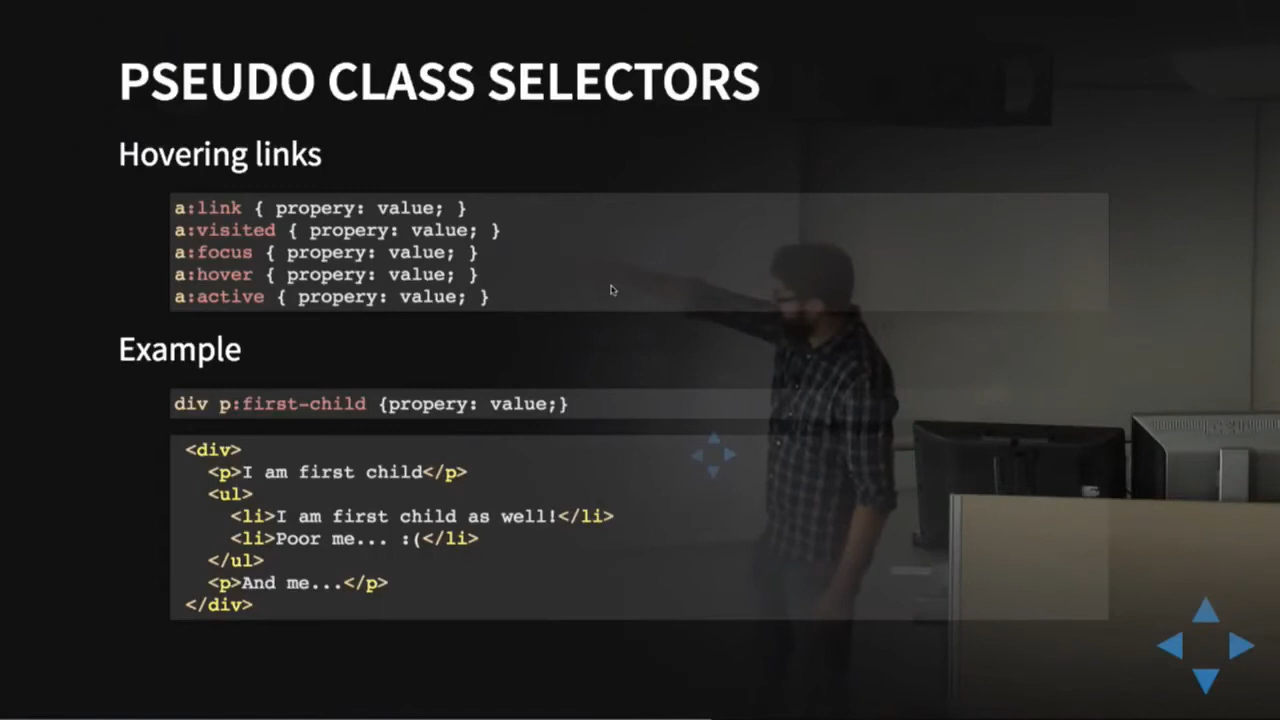 PSEUDO CLASS SELECTORS
Hovering links
a:link { propery: value; }
a:visited { propery: value; }
a:focus { propery: value; }
a:hover { propery: value; }
a:active { propery: value; }
Example
div p:first-child {propery: value;}
<div>
<p>I am first child</p>
<ul>
<li>I am first child as well!</li>
<li>Poor me... :(</li>
</ul>
<p>And me...</p>
</div>